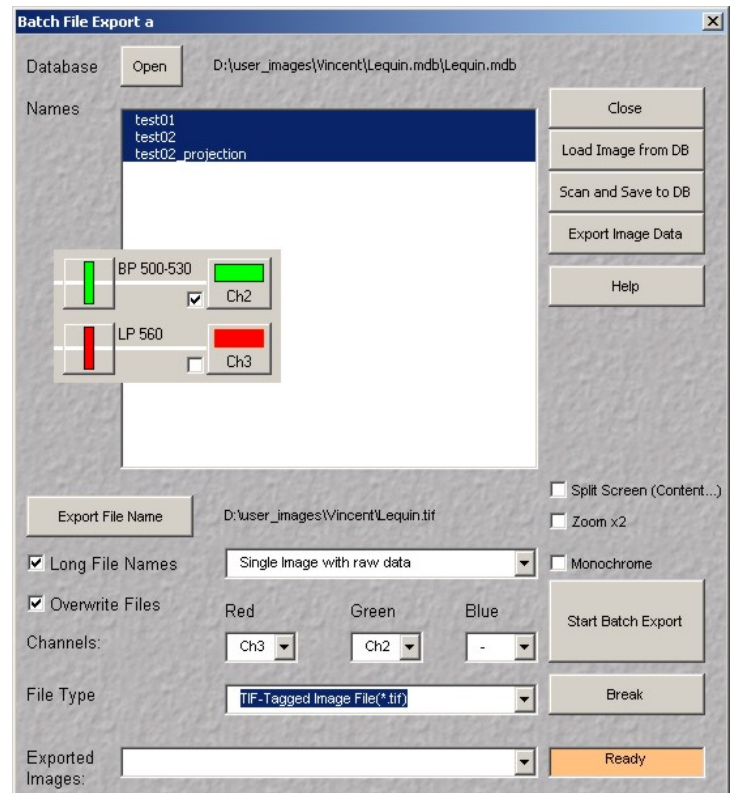 Batch File Export a
Database Open D:\user_images\Vincent\Lequin.mdb\Lequin.mdb
Names
test01
test02
test02_projection
Close
Load Image from DB
Scan and Save to DB
Export Image Data
Help
BP 500-530
Ch2
LP 560
Ch3
Split Screen (Content...)
Export File Name D:\user_images\Vincent\Lequin.tif
Zoom x2
Long File Names Single Image with raw data Monochrome
Overwrite Files Red Green Blue
Start Batch Export
Channels: Ch3 Ch2 -
File Type TIF-Tagged Image File(*.tif) Break
Exported Images: Ready